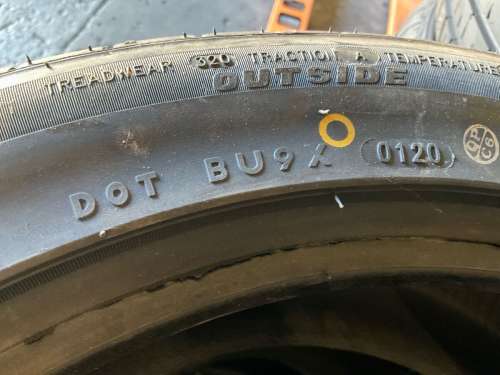 TREADWEAR 320 TRACTION A TEMPERATURE
OUTSIDE
DOT BU9X 0120